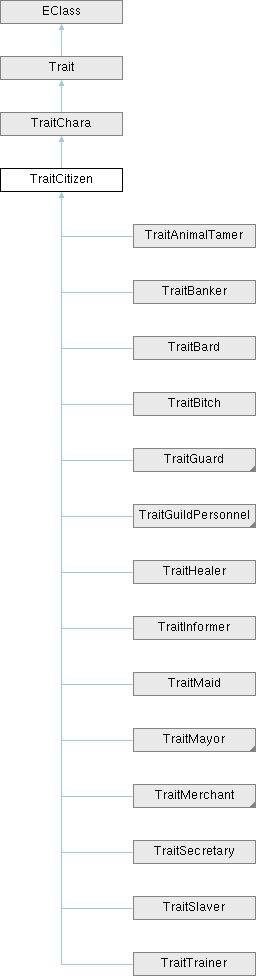 EClass
Trait
TraitChara
TraitCitizen
TraitAnimalTamer
TraitBanker
TraitBard
TraitBitch
TraitGuard
TraitGuildPersonnel
TraitHealer
TraitInformer
TraitMaid
TraitMayor
TraitMerchant
TraitSecretary
TraitSlaver
TraitTrainer